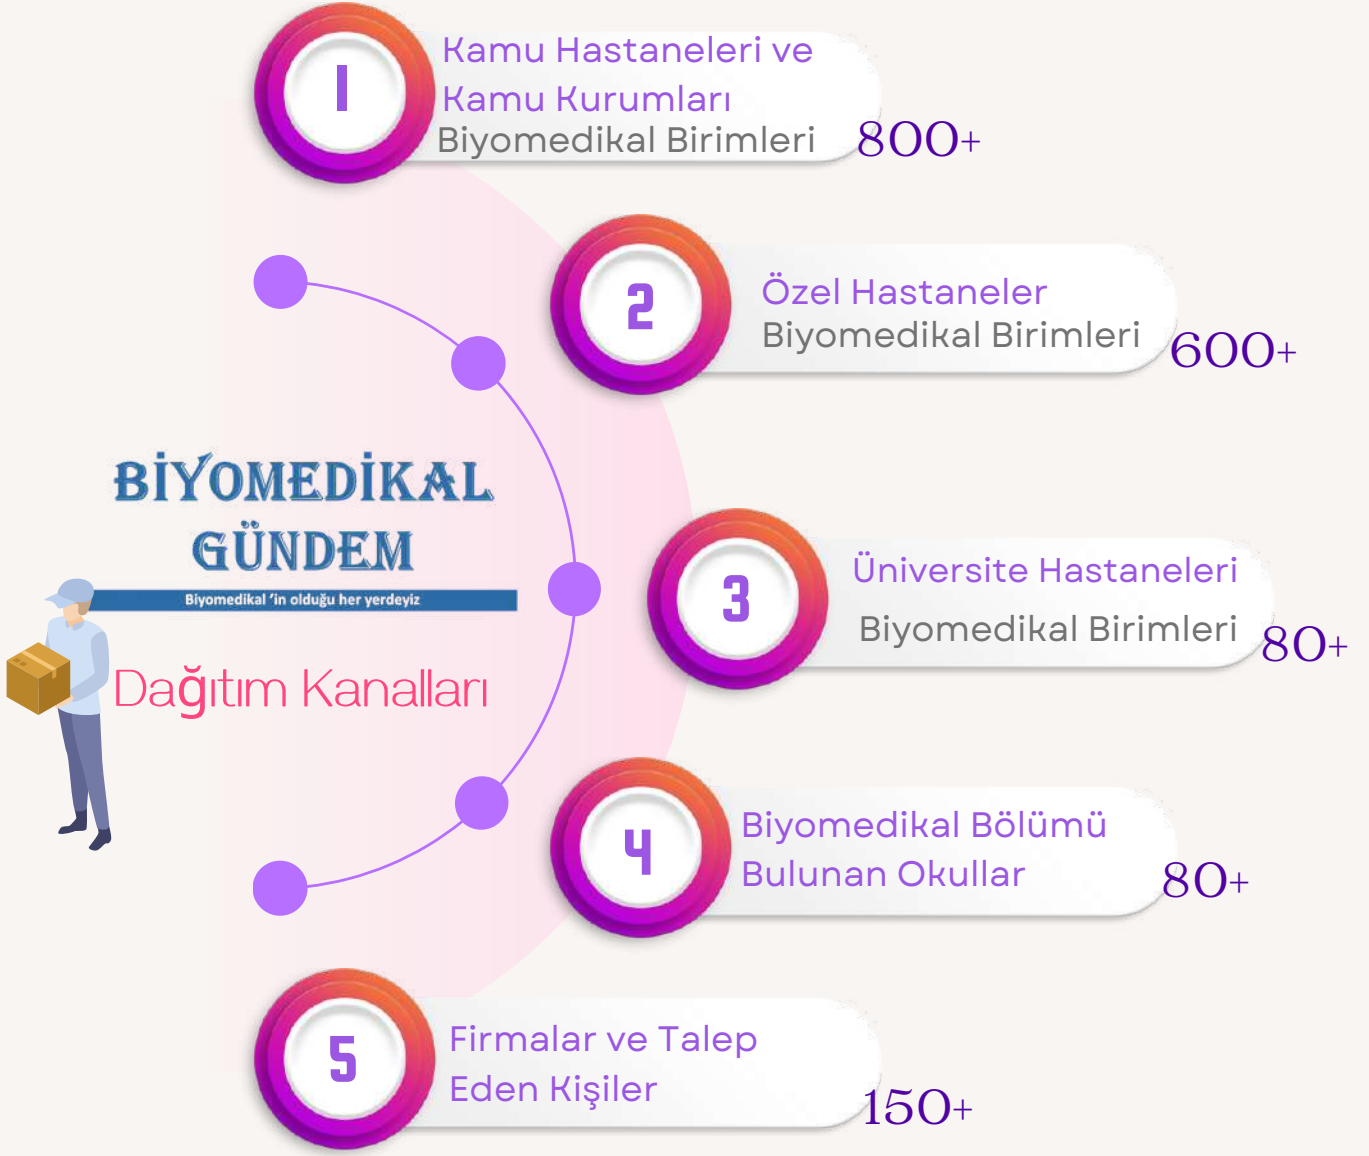 1
Kamu Hastaneleri ve
Kamu Kurumları
Biyomedikal Birimleri
800+
2
Özel Hastaneler
Biyomedikal Birimleri
600+
BİYOMEDİKAL
GÜNDEM
Biyomedikal 'in olduğu her yerdeyiz
Dağıtım Kanalları
3
Üniversite Hastaneleri
Biyomedikal Birimleri
80+
4
Biyomedikal Bölümü
Bulunan Okullar
80+
5
Firmalar ve Talep
Eden Kişiler
150+